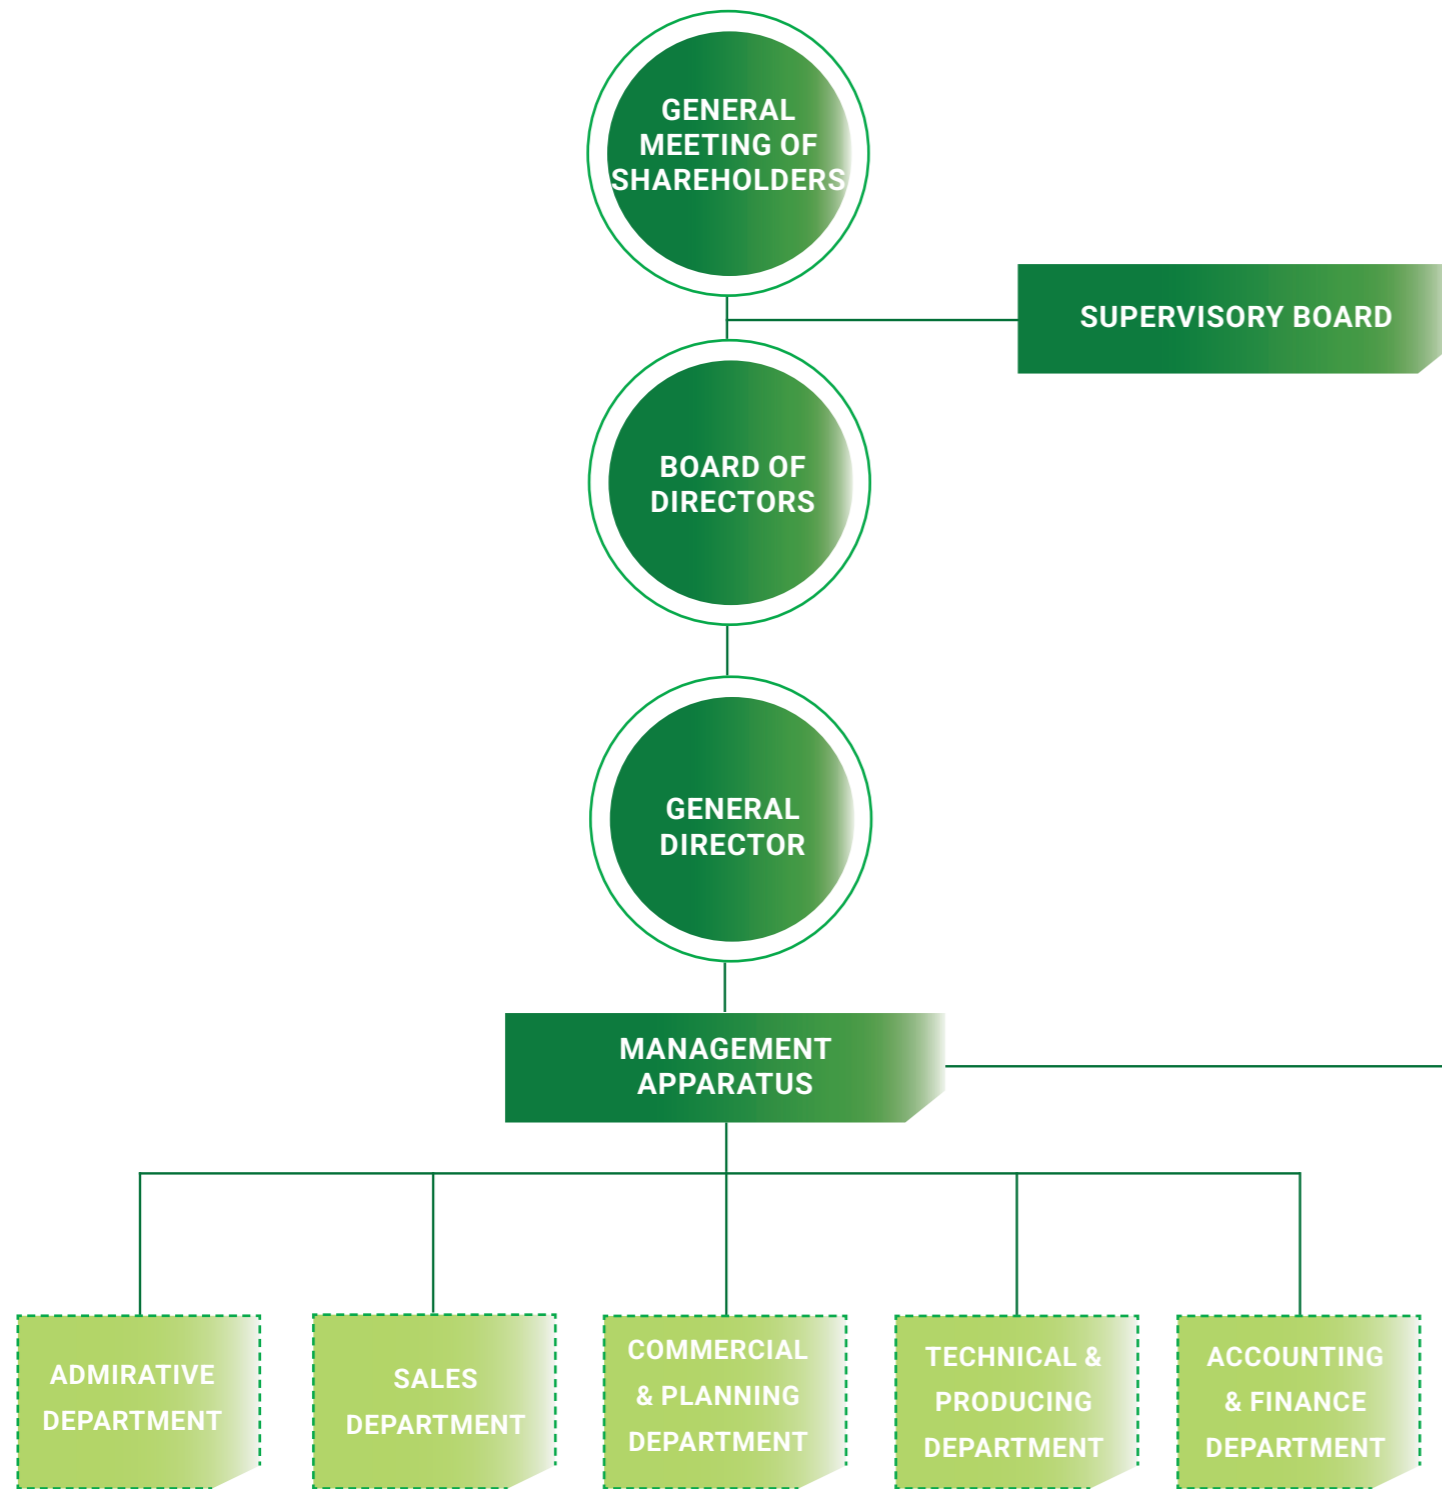 GENERAL
MEETING OF
SHAREHOLDERS
SUPERVISORY BOARD
BOARD OF
DIRECTORS
GENERAL
DIRECTOR
MANAGEMENT
APPARATUS
ADMIRATIVE
DEPARTMENT
SALES
DEPARTMENT
COMMERCIAL
& PLANNING
DEPARTMENT
TECHNICAL &
PRODUCING
DEPARTMENT
ACCOUNTING
& FINANCE
DEPARTMENT